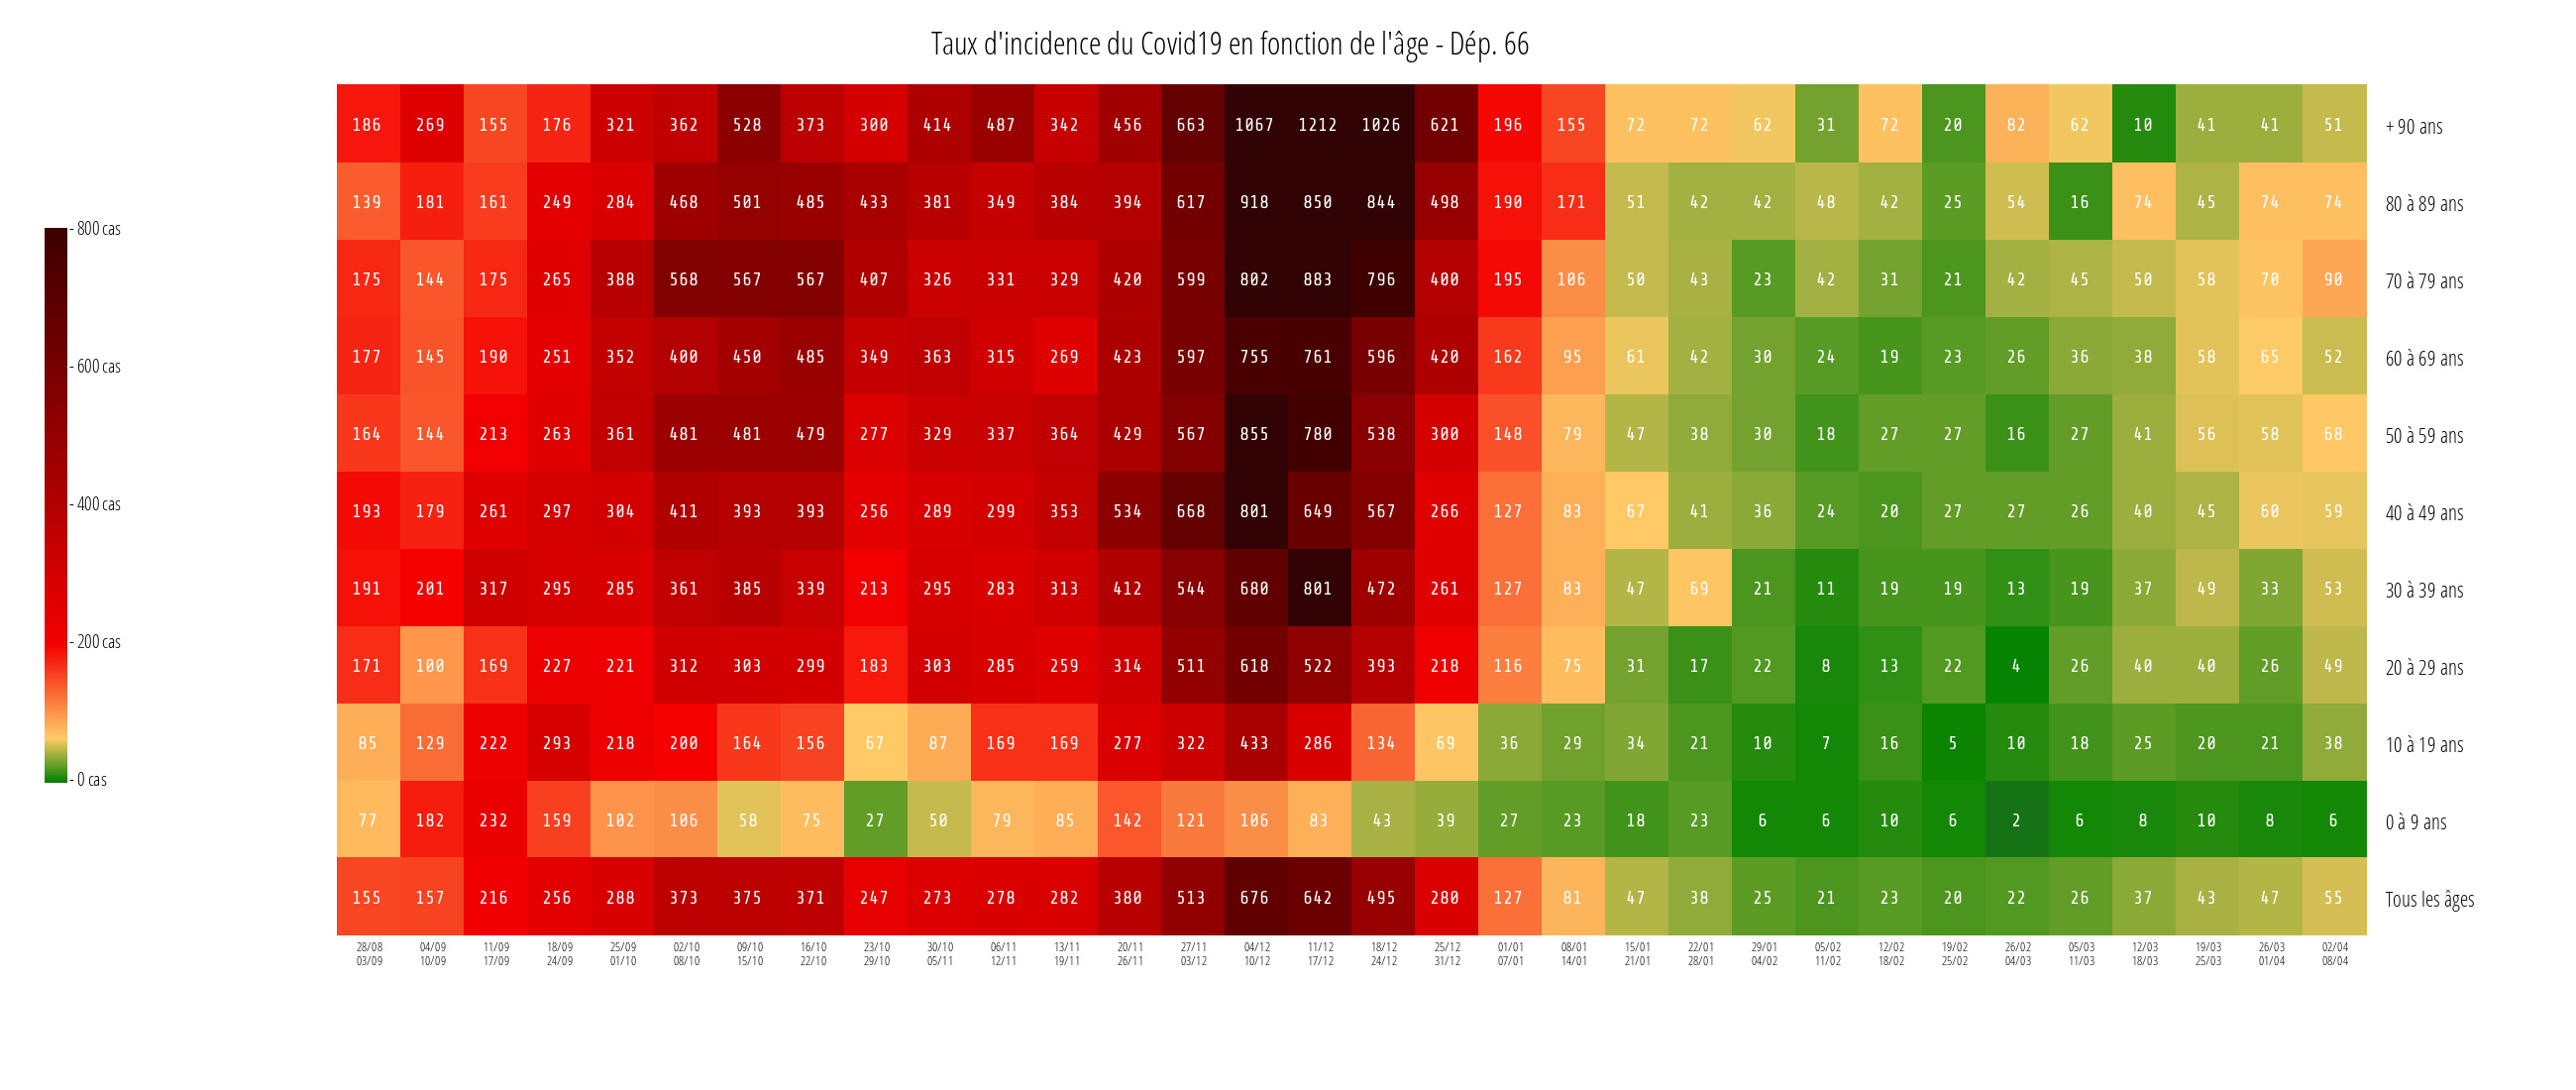 Taux d'incidence du Covid19 en fonction de l'âge - Dép. 66
186 269 155 176 321 362 528 373 300 414 487 342 456 663 1067 1212 1026 621 196 155 72 72 62 31 72 20 82 62 10 41 41 51 + 90 ans
139 181 161 249 284 468 501 485 433 381 349 384 394 617 918 850 844 498 190 171 51 42 42 48 42 25 54 16 74 45 74 74 80 à 89 ans
- 800 cas
175 144 175 265 388 568 567 567 407 326 331 329 420 599 802 883 796 400 195 106 50 43 23 42 31 21 42 45 50 58 70 90 70 à 79 ans
177 145 190 251 352 400 450 485 349 363 315 269 423 597 755 761 596 420 162 95 61 42 30 24 19 23 26 36 38 58 65 52 60 à 69 ans
- 600 cas
164 144 213 263 361 481 481 479 277 329 337 364 429 567 855 780 538 300 148 79 47 38 30 18 27 27 16 27 41 56 58 68 50 à 59 ans
- 400 cas
193 179 261 297 304 411 393 393 256 289 299 353 534 668 801 649 567 266 127 83 67 41 36 24 20 27 27 26 40 45 60 59 40 à 49 ans
191 201 317 295 285 361 385 339 213 295 283 313 412 544 680 801 472 261 127 83 47 69 21 11 19 19 13 19 37 49 33 53 30 à 39 ans
- 200 cas
171 100 169 227 221 312 303 299 183 303 285 259 314 511 618 522 393 218 116 75 31 17 22 8 13 22 4 26 40 40 26 49 20 à 29 ans
85 129 222 293 218 200 164 156 67 87 169 169 277 322 433 286 134 69 36 29 34 21 10 7 16 5 10 18 25 20 21 38 10 à 19 ans
- 0 cas
77 182 232 159 102 106 58 75 27 50 79 85 142 121 106 83 43 39 27 23 18 23 6 6 10 6 2 6 8 10 8 6 0 à 9 ans
155 157 216 256 288 373 375 371 247 273 278 282 380 513 676 642 495 280 127 81 47 38 25 21 23 20 22 26 37 43 47 55 Tous les âges
28/08 04/09 11/09 18/09 25/09 02/10 09/10 16/10 23/10 30/10 06/11 13/11 20/11 27/11 04/12 11/12 18/12 25/12 01/01 08/01 15/01 22/01 29/01 05/02 12/02 19/02 26/02 05/03 12/03 19/03 26/03 02/04
03/09 10/09 17/09 24/09 01/10 08/10 15/10 22/10 29/10 05/11 12/11 19/11 26/11 03/12 10/12 17/12 24/12 31/12 07/01 14/01 21/01 28/01 04/02 11/02 18/02 25/02 04/03 11/03 18/03 25/03 01/04 08/04